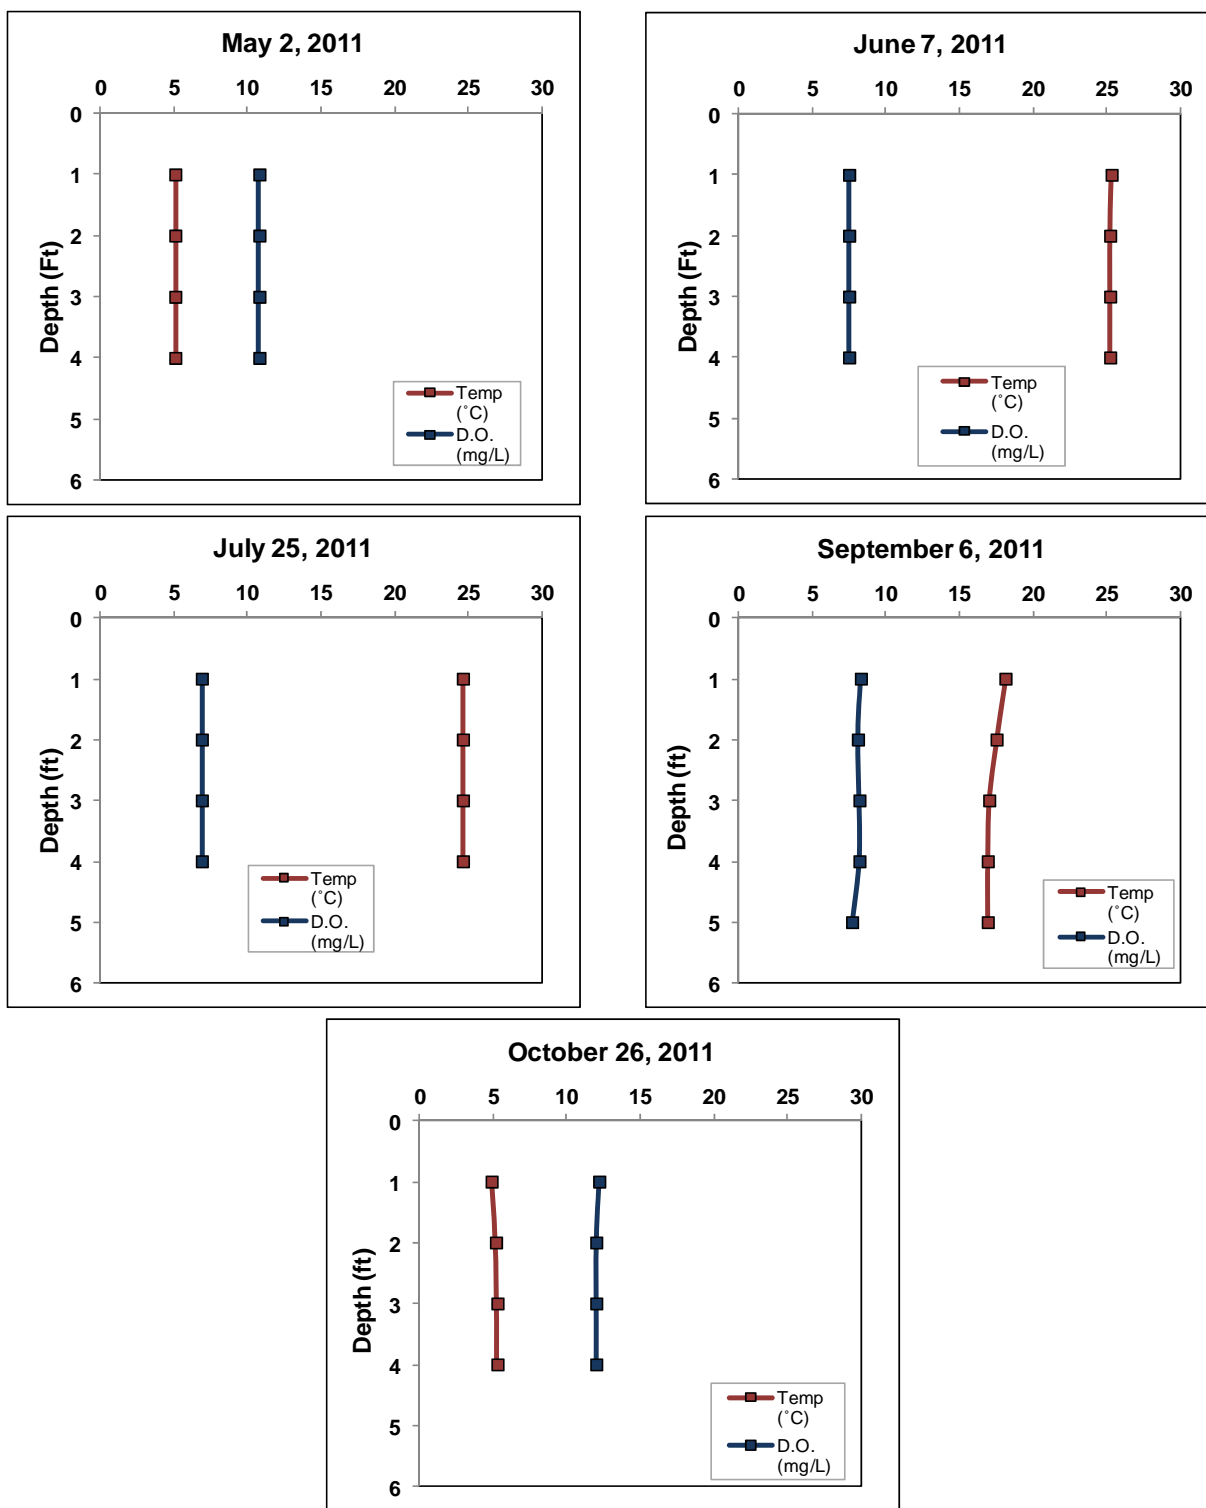 May 2, 2011
0 5 10 15 20 25 30
0
1
2
3
4
5
6
Depth (Ft)
Temp
(˚C)
D.O.
(mg/L)
June 7, 2011
0 5 10 15 20 25 30
0
1
2
3
4
5
6
Depth (Ft)
Temp
(˚C)
D.O.
(mg/L)
July 25, 2011
0 5 10 15 20 25 30
0
1
2
3
4
5
6
Depth (ft)
Temp
(˚C)
D.O.
(mg/L)
September 6, 2011
0 5 10 15 20 25 30
0
1
2
3
4
5
6
Depth (ft)
Temp
(˚C)
D.O.
(mg/L)
October 26, 2011
0 5 10 15 20 25 30
0
1
2
3
4
5
6
Depth (ft)
Temp
(˚C)
D.O.
(mg/L)